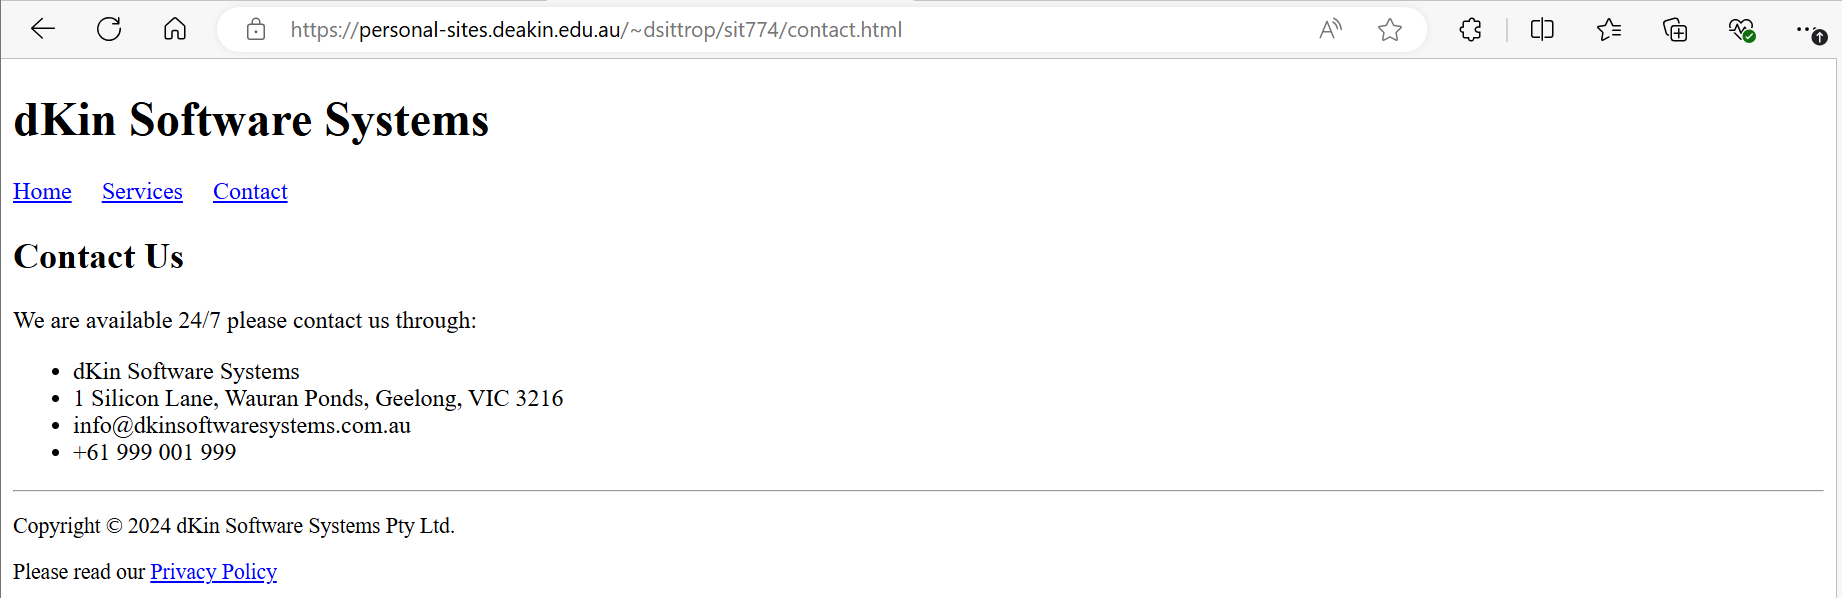 https://personal-sites.deakin.edu.au/~dsittrop/sit774/contact.html
dKin Software Systems
Home Services Contact
Contact Us
We are available 24/7 please contact us through:
• dKin Software Systems
• 1 Silicon Lane, Wauran Ponds, Geelong, VIC 3216
• info@dkinsoftwaresystems.com.au
• +61 999 001 999
Copyright © 2024 dKin Software Systems Pty Ltd.
Please read our Privacy Policy